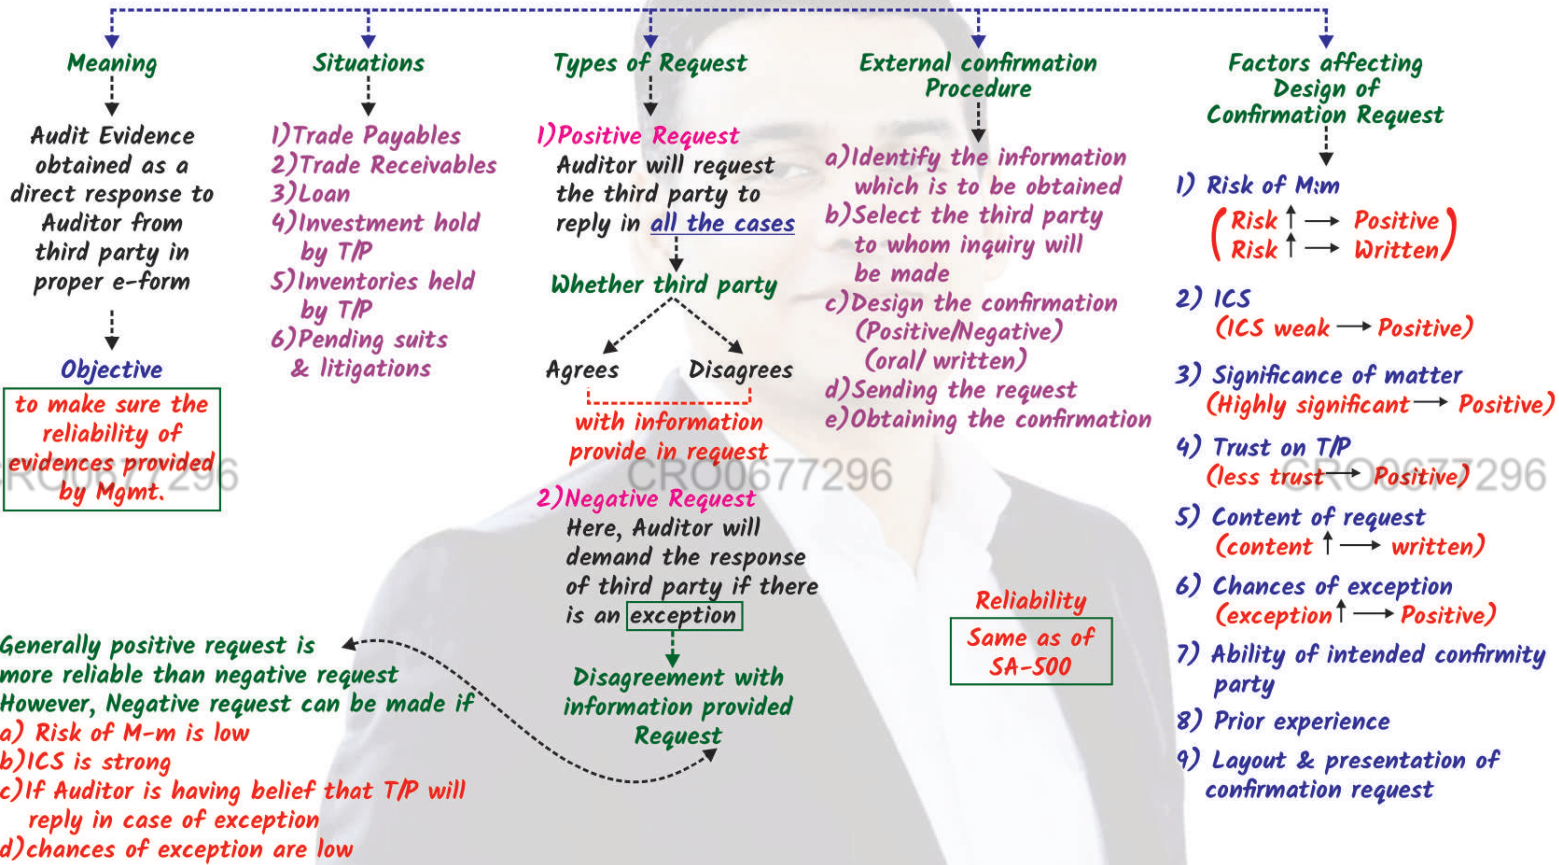 Meaning
Audit Evidence
obtained as a
direct response to
Auditor from
third party in
proper e-form
Objective
to make sure the
reliability of
evidences provided
by Mgmt.
Situations
1)Trade Payables
2)Trade Receivables
3)Loan
4)Investment hold
by T/P
5)Inventories held
by T/P
6)Pending suits
& litigations
Types of Request
1)Positive Request
Auditor will request
the third party to
reply in all the cases
Whether third party
Agrees Disagrees
with information
provide in request
2)Negative Request
Here, Auditor will
demand the response
of third party if there
is an exception
Disagreement with
information provided
Request
Generally positive request is
more reliable than negative request
However, Negative request can be made if
a) Risk of M-m is low
b)ICS is strong
c)If Auditor is having belief that T/P will
reply in case of exception
d)chances of exception are low
External confirmation
Procedure
a)Identify the information
which is to be obtained
b)Select the third party
to whom inquiry will
be made
c)Design the confirmation
(Positive/Negative)
(oral/ written)
d)Sending the request
e)Obtaining the confirmation
Reliability
Same as of
SA-500
Factors affecting
Design of
Confirmation Request
1) Risk of M:m
(Risk ↑ → Positive
Risk ↑ → Written)
2) ICS
(ICS weak → Positive)
3) Significance of matter
(Highly significant → Positive)
4) Trust on T/P
(less trust → Positive)
5) Content of request
(content ↑ → written)
6) Chances of exception
(exception ↑ → Positive)
7) Ability of intended confirmity
party
8) Prior experience
9) Layout & presentation of
confirmation request
CRO0677296
CRO0677296
CRO0677296